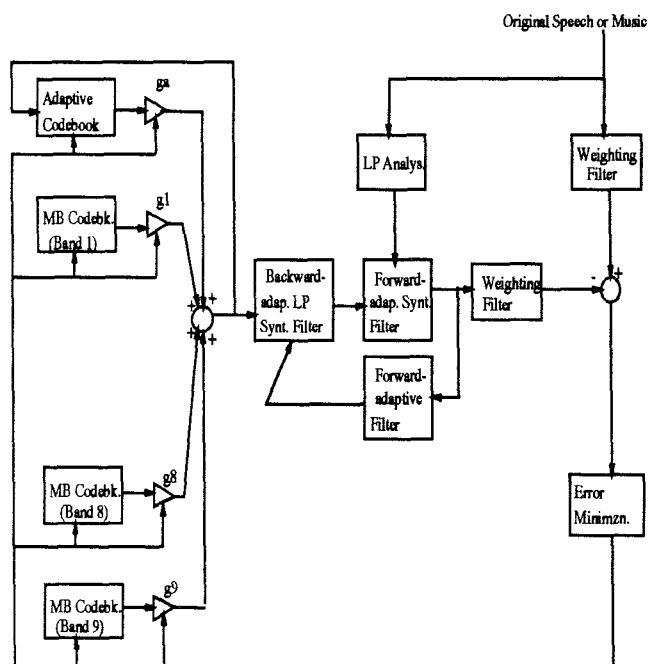 Original Speech or Music
ga
Adaptive
Codebook
LP Analys.
Weighting
Filter
g1
MB Codebk.
(Band 1)
Backward-
adap. LP
Synt. Filter
Forward-
adap. Synt.
Filter
Weighting
Filter
- +
+ +
+ +
Forward-
adaptive
Filter
g8
MB Codebk.
(Band 8)
Error
Minimzn.
g9
MB Codebk.
(Band 9)